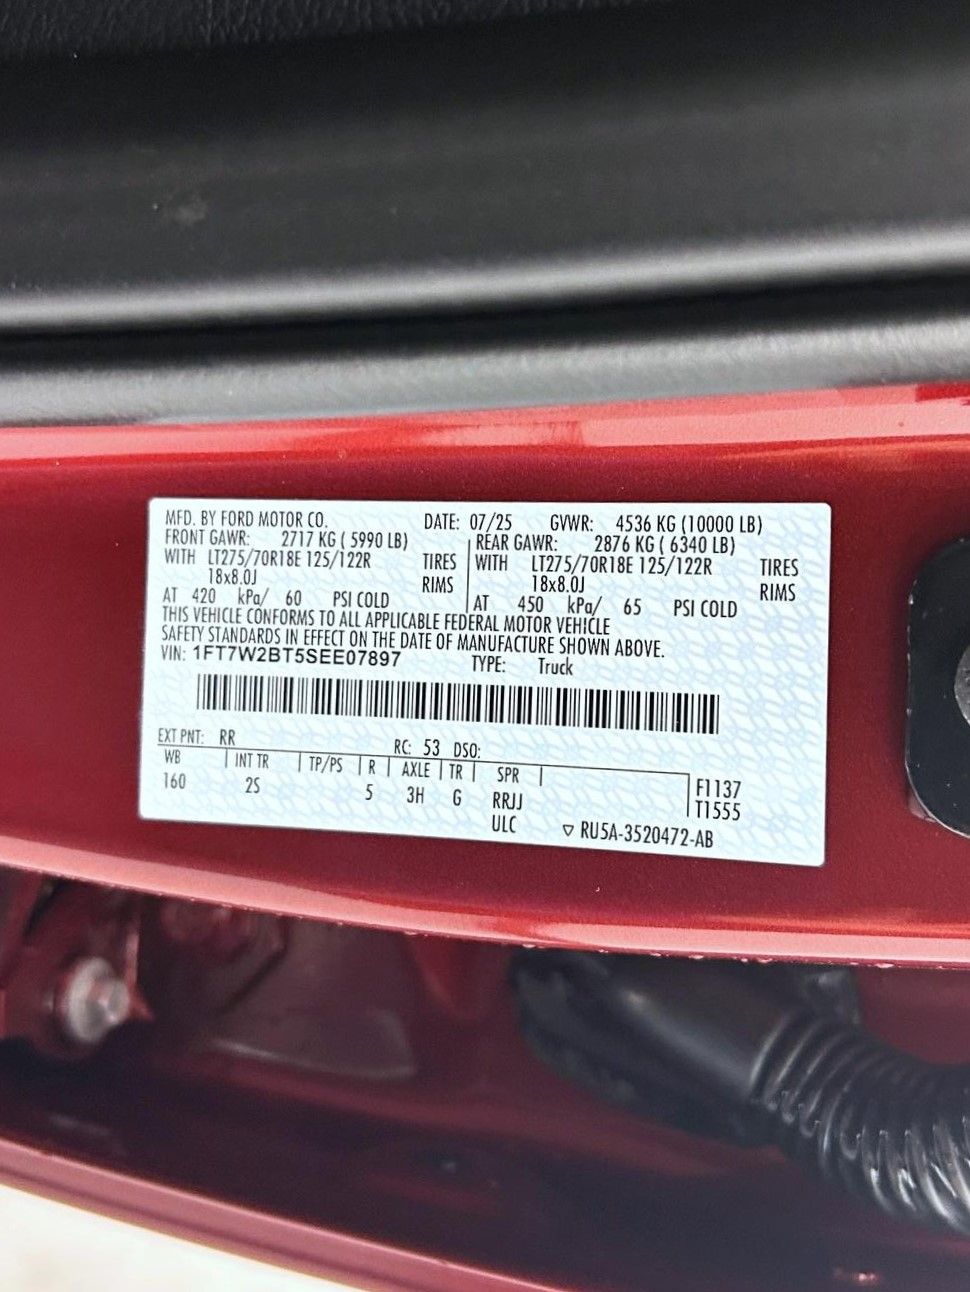 MFD. BY FORD MOTOR CO. DATE: 07/25 GVWR: 4536 KG (10000 LB)
FRONT GAWR: 2717 KG ( 5990 LB) REAR GAWR: 2876 KG ( 6340 LB)
WITH LT275/70R18E 125/122R TIRES WITH LT275/70R18E 125/122R TIRES
18x8.0J RIMS 18x8.0J RIMS
AT 420 kPa/ 60 PSI COLD AT 450 kPa/ 65 PSI COLD
THIS VEHICLE CONFORMS TO ALL APPLICABLE FEDERAL MOTOR VEHICLE
SAFETY STANDARDS IN EFFECT ON THE DATE OF MANUFACTURE SHOWN ABOVE.
VIN: 1FT7W2BT5SEE07897 TYPE: Truck
EXT PNT: RR RC: 53 DSO:
WB INT TR TP/PS R AXLE TR SPR F1137
160 2S 5 3H G RRJJ T1555
ULC ▽ RU5A-3520472-AB